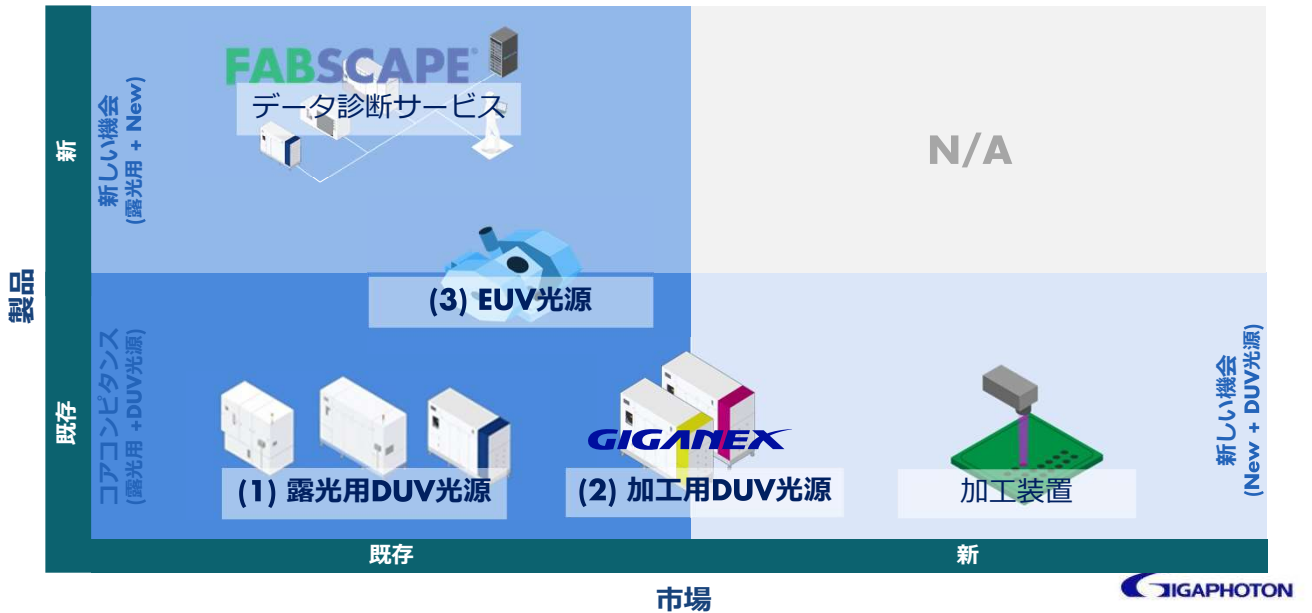 FABSCAPE®
データ診断サービス
新しい機会
(露光用 + New)
新
N/A
製品
(3) EUV光源
コアコンピタンス
(露光用 +DUV光源)
既存
GIGANEX
(1) 露光用DUV光源
(2) 加工用DUV光源
加工装置
新しい機会
(New + DUV光源)
既存
新
市場
GIGAPHOTON